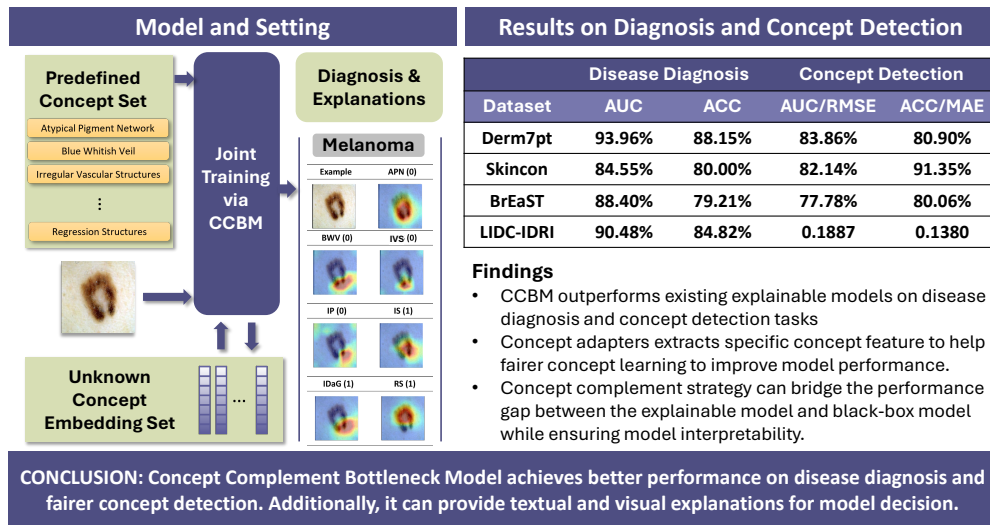 Model and Setting
Predefined
Concept Set
Atypical Pigment Network
Blue Whitish Veil
Irregular Vascular Structures
⋮
Regression Structures
Joint
Training
via
CCBM
Unknown
Concept
Embedding Set
...
Diagnosis &
Explanations
Melanoma
Example APN (0)
BWV (0) IVS (0)
IP (0) IS (1)
IDaG (1) RS (1)
Results on Diagnosis and Concept Detection
Disease Diagnosis Concept Detection
Dataset AUC ACC AUC/RMSE ACC/MAE
Derm7pt 93.96% 88.15% 83.86% 80.90%
Skincon 84.55% 80.00% 82.14% 91.35%
BrEaST 88.40% 79.21% 77.78% 80.06%
LIDC-IDRI 90.48% 84.82% 0.1887 0.1380
Findings
• CCBM outperforms existing explainable models on disease
diagnosis and concept detection tasks
• Concept adapters extracts specific concept feature to help
fairer concept learning to improve model performance.
• Concept complement strategy can bridge the performance
gap between the explainable model and black-box model
while ensuring model interpretability.
CONCLUSION: Concept Complement Bottleneck Model achieves better performance on disease diagnosis and
fairer concept detection. Additionally, it can provide textual and visual explanations for model decision.